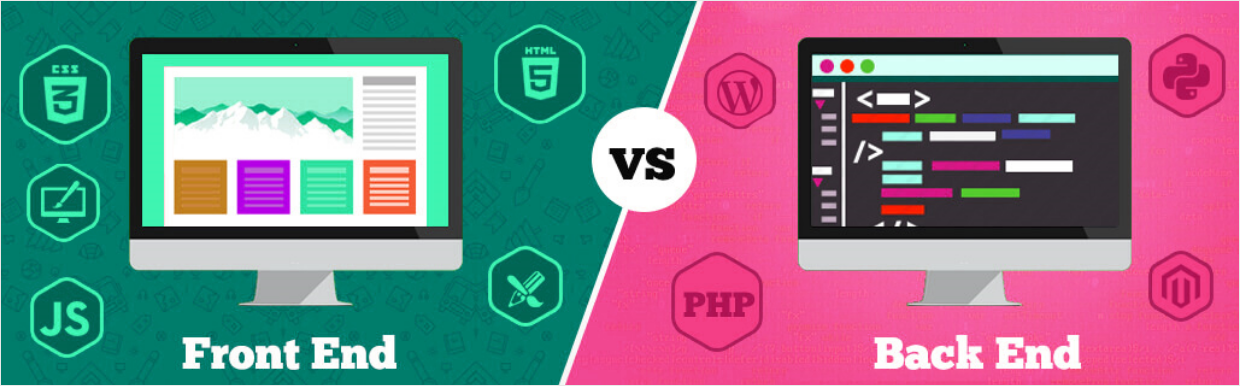 CSS
3
HTML
5
JS
Front End
VS
W
< >
/>
</>
PHP
Back End